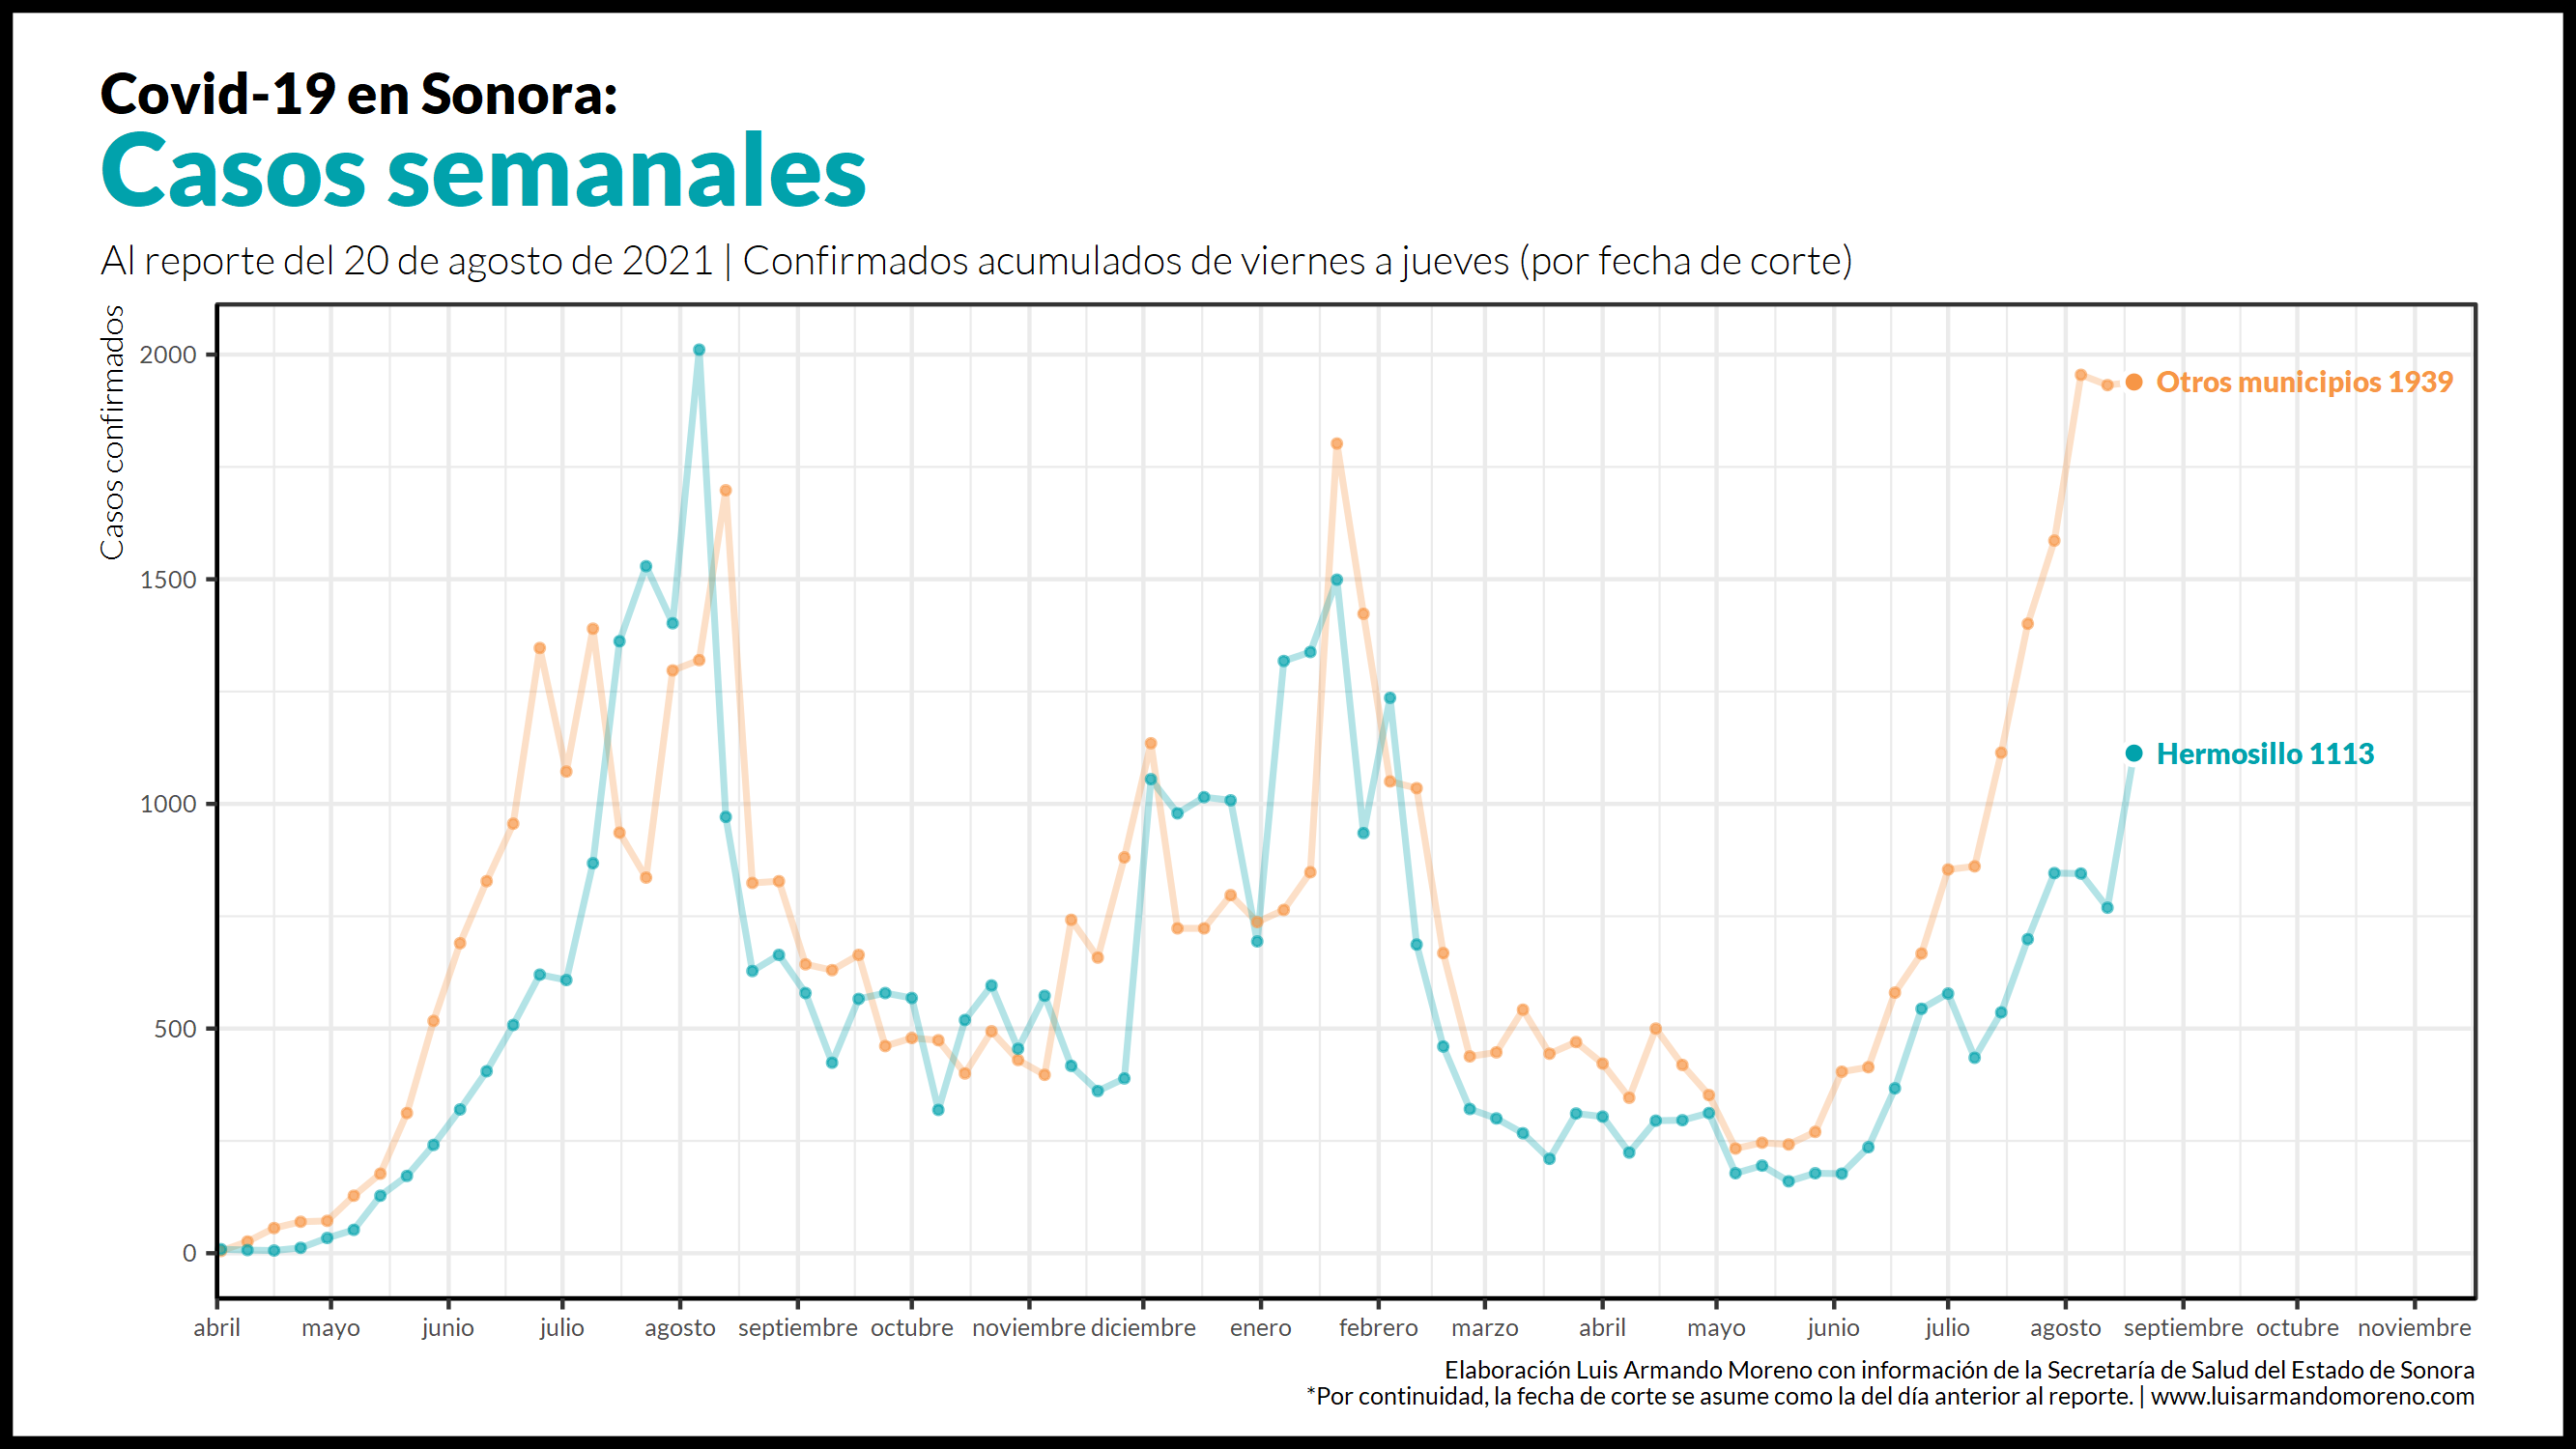 Covid-19 en Sonora:
Casos semanales
Al reporte del 20 de agosto de 2021 | Confirmados acumulados de viernes a jueves (por fecha de corte)
Casos confirmados
2000
1500
1000
500
0
Otros municipios 1939
Hermosillo 1113
abril mayo junio julio agosto septiembre octubre noviembre diciembre enero febrero marzo abril mayo junio julio agosto septiembre octubre noviembre
Elaboración Luis Armando Moreno con información de la Secretaría de Salud del Estado de Sonora
*Por continuidad, la fecha de corte se asume como la del día anterior al reporte. | www.luisarmandomoreno.com